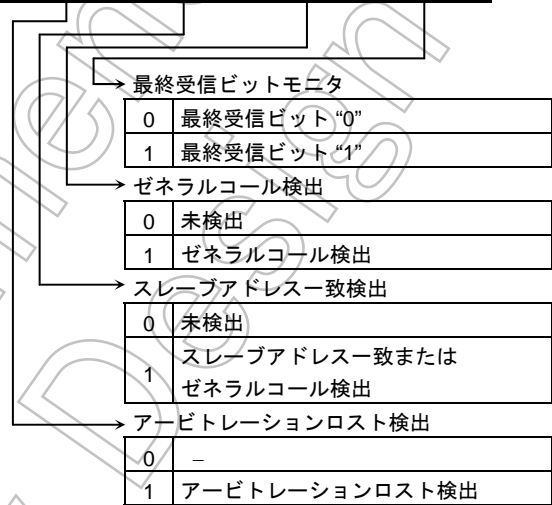 最終受信ビットモニタ
0 最終受信ビット “0”
1 最終受信ビット “1”
ゼネラルコール検出
0 未検出
1 ゼネラルコール検出
スレーブアドレス一致検出
0 未検出
1 スレーブアドレス一致または
ゼネラルコール検出
アービトレーションロスト検出
0 –
1 アービトレーションロスト検出
Design